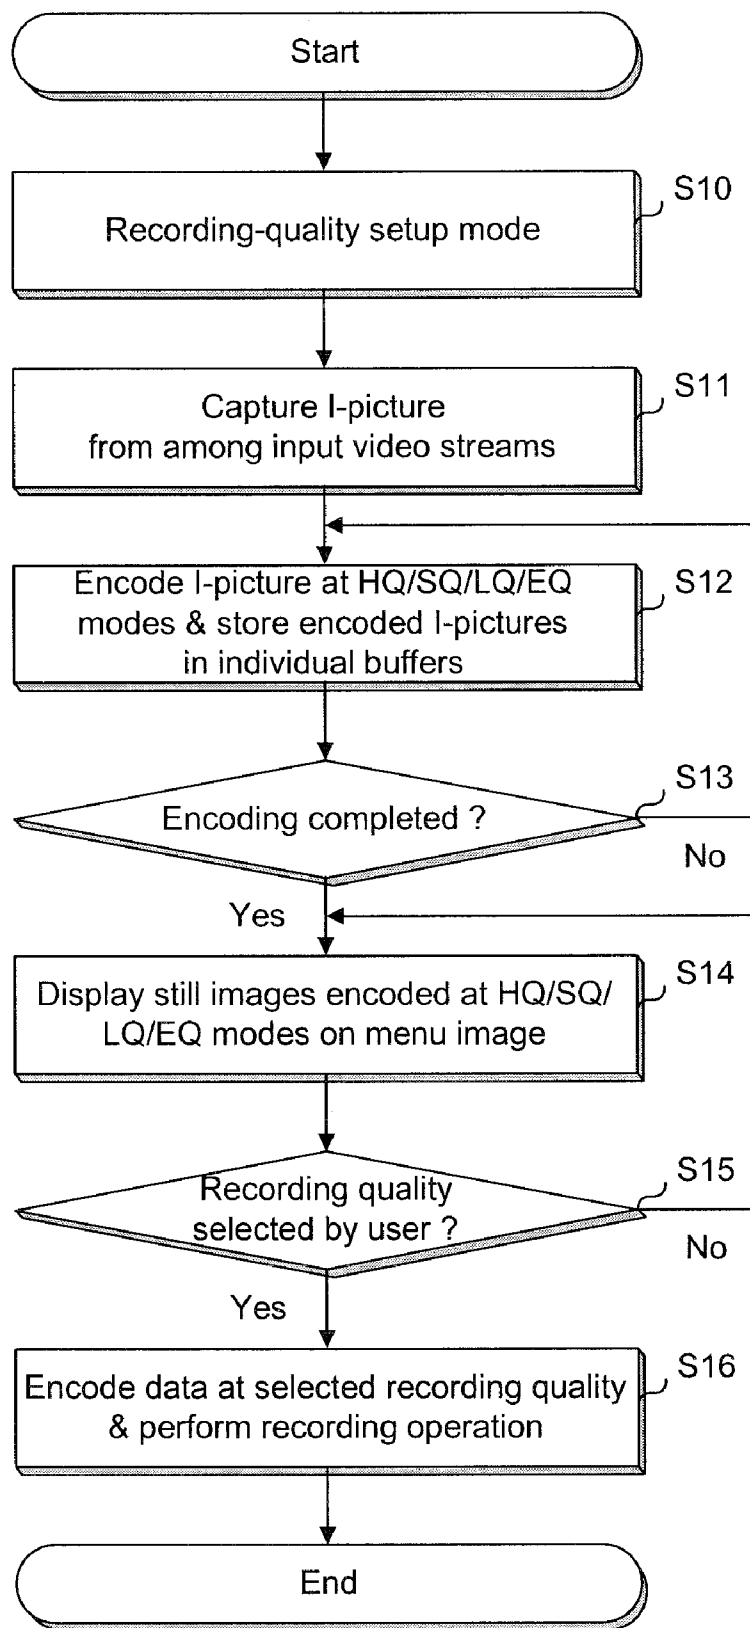 Start
S10
Recording-quality setup mode
S11
Capture I-picture
from among input video streams
S12
Encode I-picture at HQ/SQ/LQ/EQ
modes & store encoded I-pictures
in individual buffers
S13
Encoding completed ?
No
Yes
S14
Display still images encoded at HQ/SQ/
LQ/EQ modes on menu image
S15
Recording quality
selected by user ?
No
Yes
S16
Encode data at selected recording quality
& perform recording operation
End